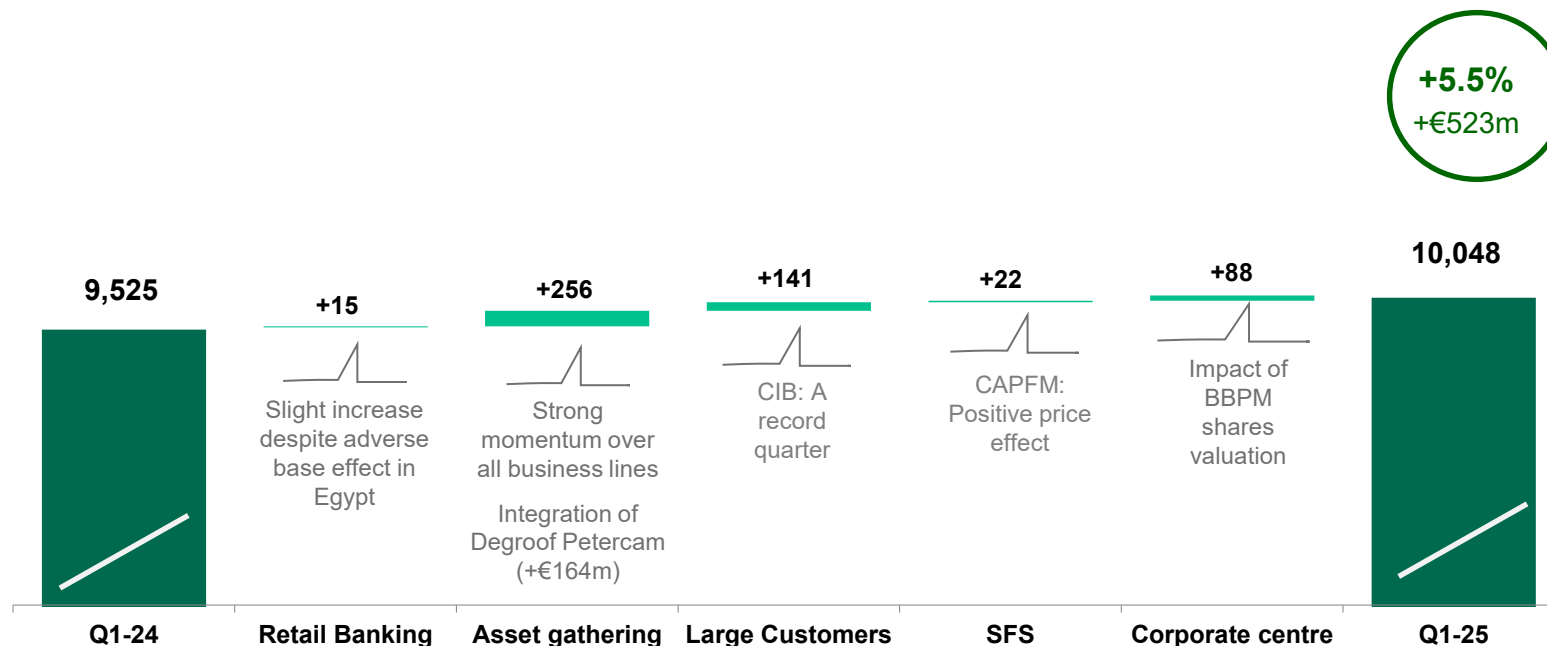 +5.5%
+€523m
9,525
+15
+256
+141
+22
+88
10,048
Slight increase
despite adverse
base effect in
Egypt
Strong
momentum over
all business lines
Integration of
Degroof Petercam
(+€164m)
CIB: A
record
quarter
CAPFM:
Positive price
effect
Impact of
BBPM
shares
valuation
Q1-24
Retail Banking
Asset gathering
Large Customers
SFS
Corporate centre
Q1-25